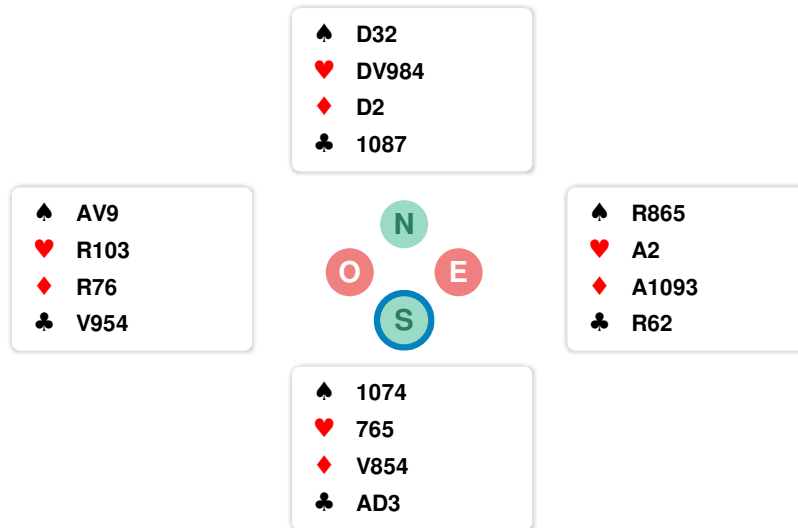 ♠ D32
♥ DV984
♦ D2
♣ 1087
♠ AV9
♥ R103
♦ R76
♣ V954
N
O E
S
♠ R865
♥ A2
♦ A1093
♣ R62
♠ 1074
♥ 765
♦ V854
♣ AD3